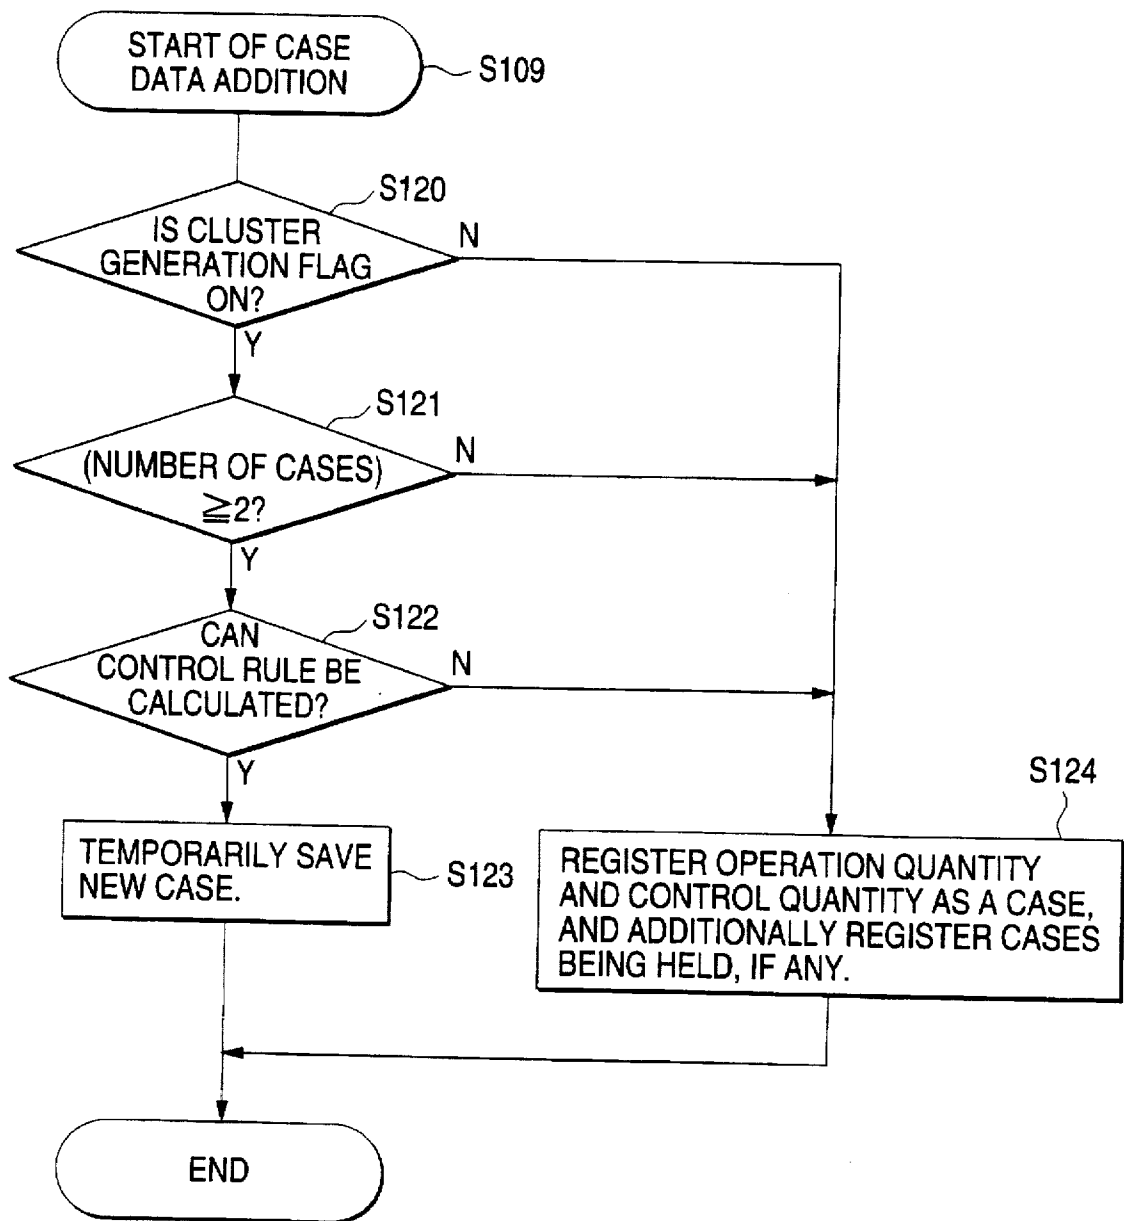 START OF CASE
DATA ADDITION
S109
S120
IS CLUSTER
GENERATION FLAG
ON?
N
Y
S121
(NUMBER OF CASES)
≧2?
N
Y
S122
CAN
CONTROL RULE BE
CALCULATED?
N
Y
TEMPORARILY SAVE
NEW CASE.
S123
S124
REGISTER OPERATION QUANTITY
AND CONTROL QUANTITY AS A CASE,
AND ADDITIONALLY REGISTER CASES
BEING HELD, IF ANY.
END